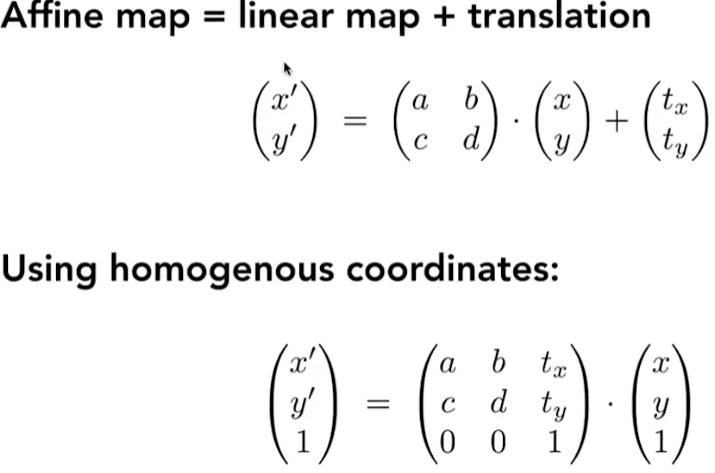 Affine map = linear map + translation
$$\begin{pmatrix} x' \\ y' \end{pmatrix} = \begin{pmatrix} a & b \\ c & d \end{pmatrix} \cdot \begin{pmatrix} x \\ y \end{pmatrix} + \begin{pmatrix} t_x \\ t_y \end{pmatrix}$$
Using homogenous coordinates:
$$\begin{pmatrix} x' \\ y' \\ 1 \end{pmatrix} = \begin{pmatrix} a & b & t_x \\ c & d & t_y \\ 0 & 0 & 1 \end{pmatrix} \cdot \begin{pmatrix} x \\ y \\ 1 \end{pmatrix}$$